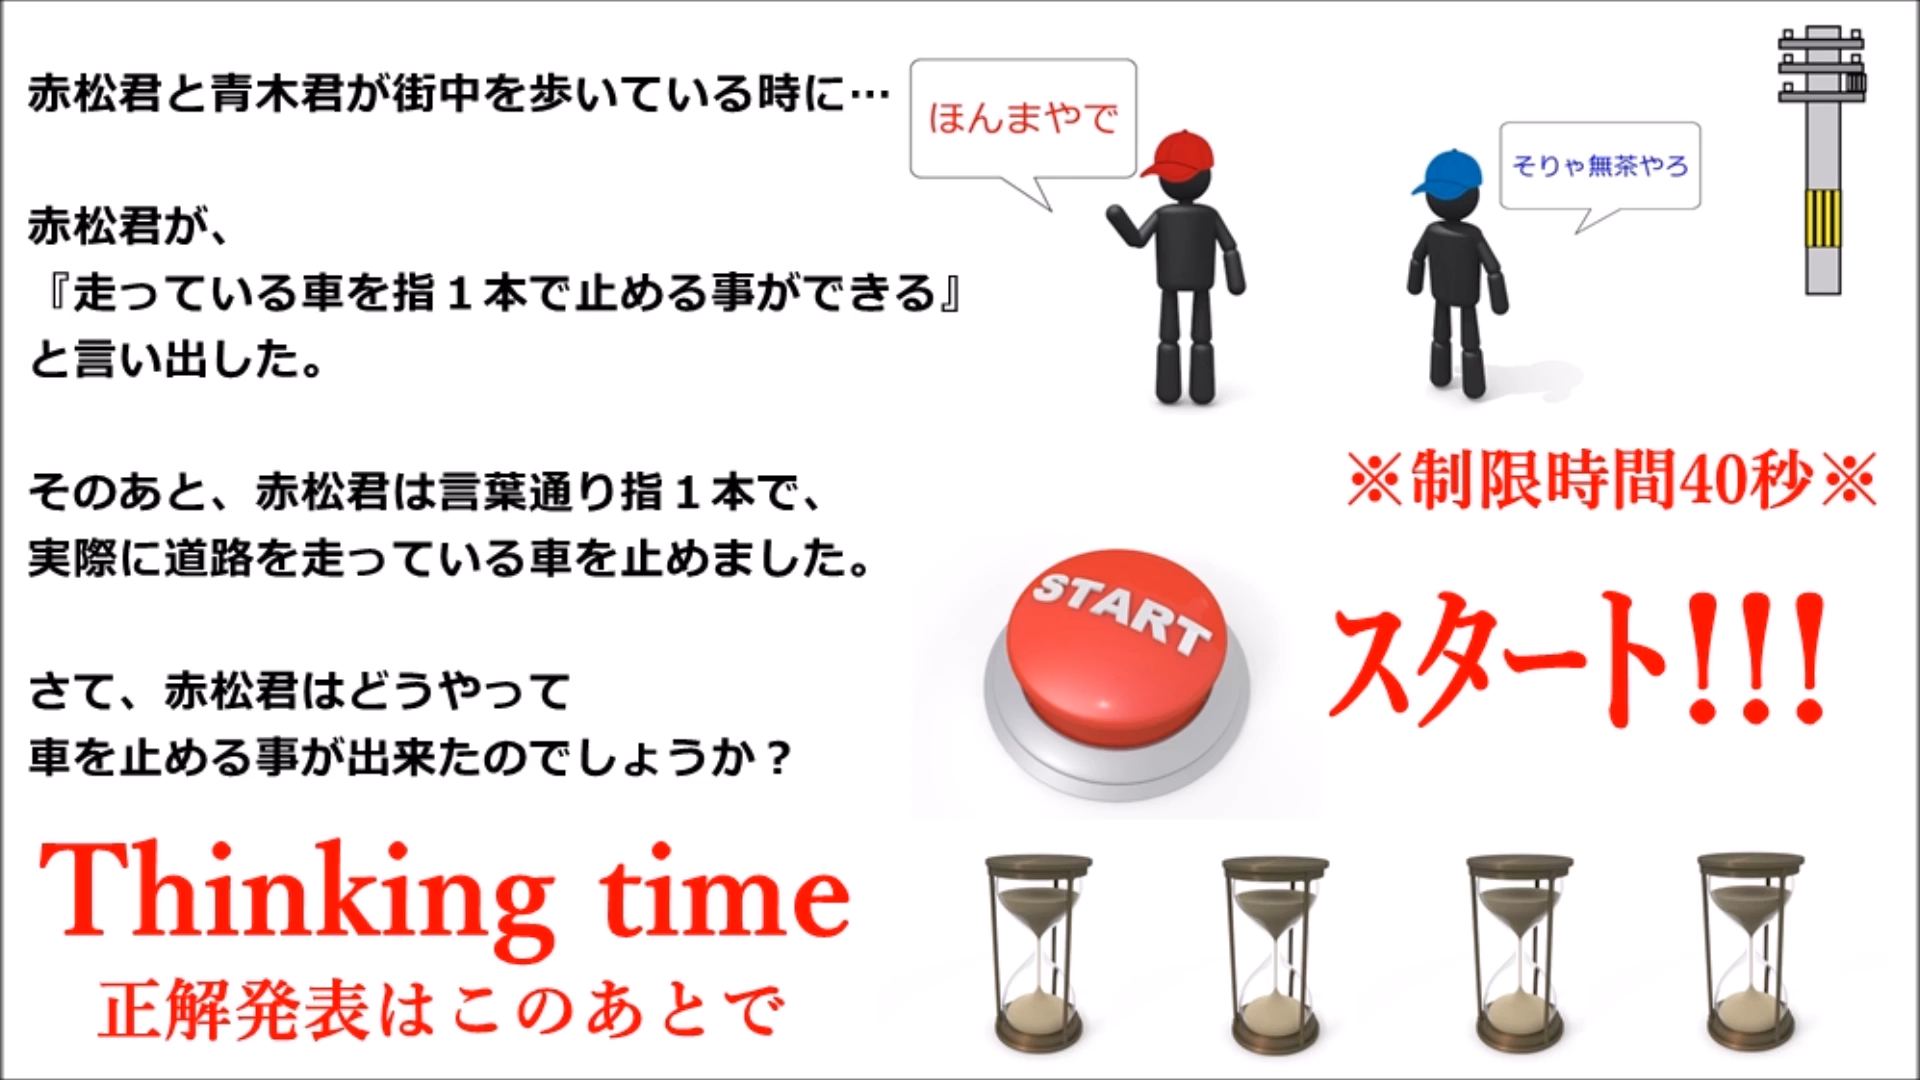 赤松君と青木君が街中を歩いている時に…
ほんまやで
そりゃ無茶やろ
赤松君が、
『走っている車を指１本で止める事ができる』
と言い出した。
そのあと、赤松君は言葉通り指１本で、
実際に道路を走っている車を止めました。
※制限時間40秒※
START
スタート!!!
さて、赤松君はどうやって
車を止める事が出来たのでしょうか？
Thinking time
正解発表はこのあとで